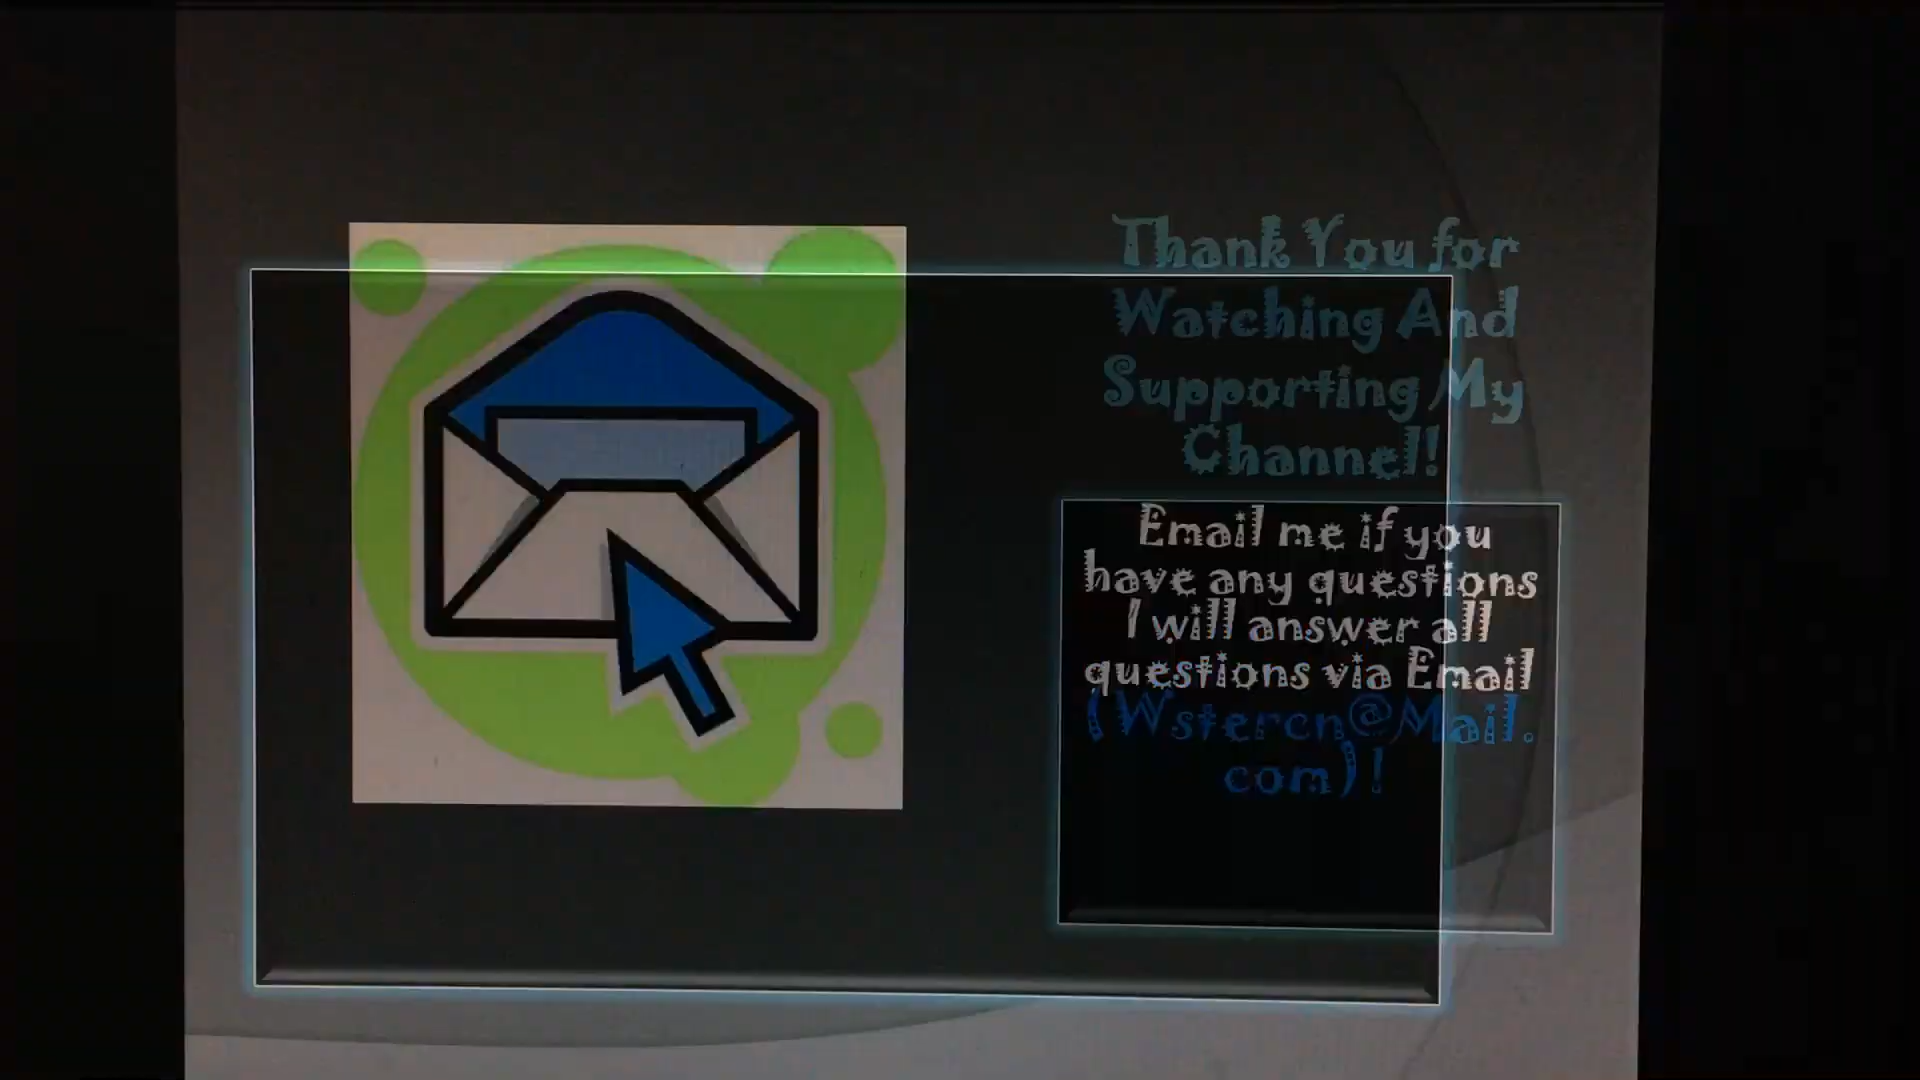 Thank You for
Watching And
Supporting My
Channel!
Email me if you
have any questions
I will answer all
questions via Email
(Wstercn@Mail.
com)!